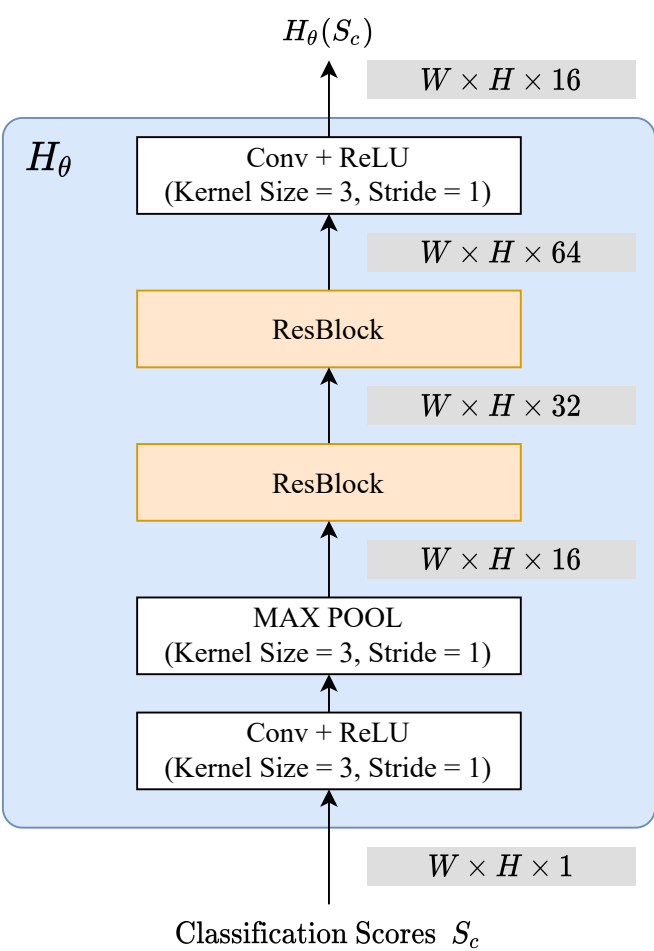 H_θ(S_c)
W × H × 16
H_θ
Conv + ReLU
(Kernel Size = 3, Stride = 1)
W × H × 64
ResBlock
W × H × 32
ResBlock
W × H × 16
MAX POOL
(Kernel Size = 3, Stride = 1)
Conv + ReLU
(Kernel Size = 3, Stride = 1)
W × H × 1
Classification Scores S_c